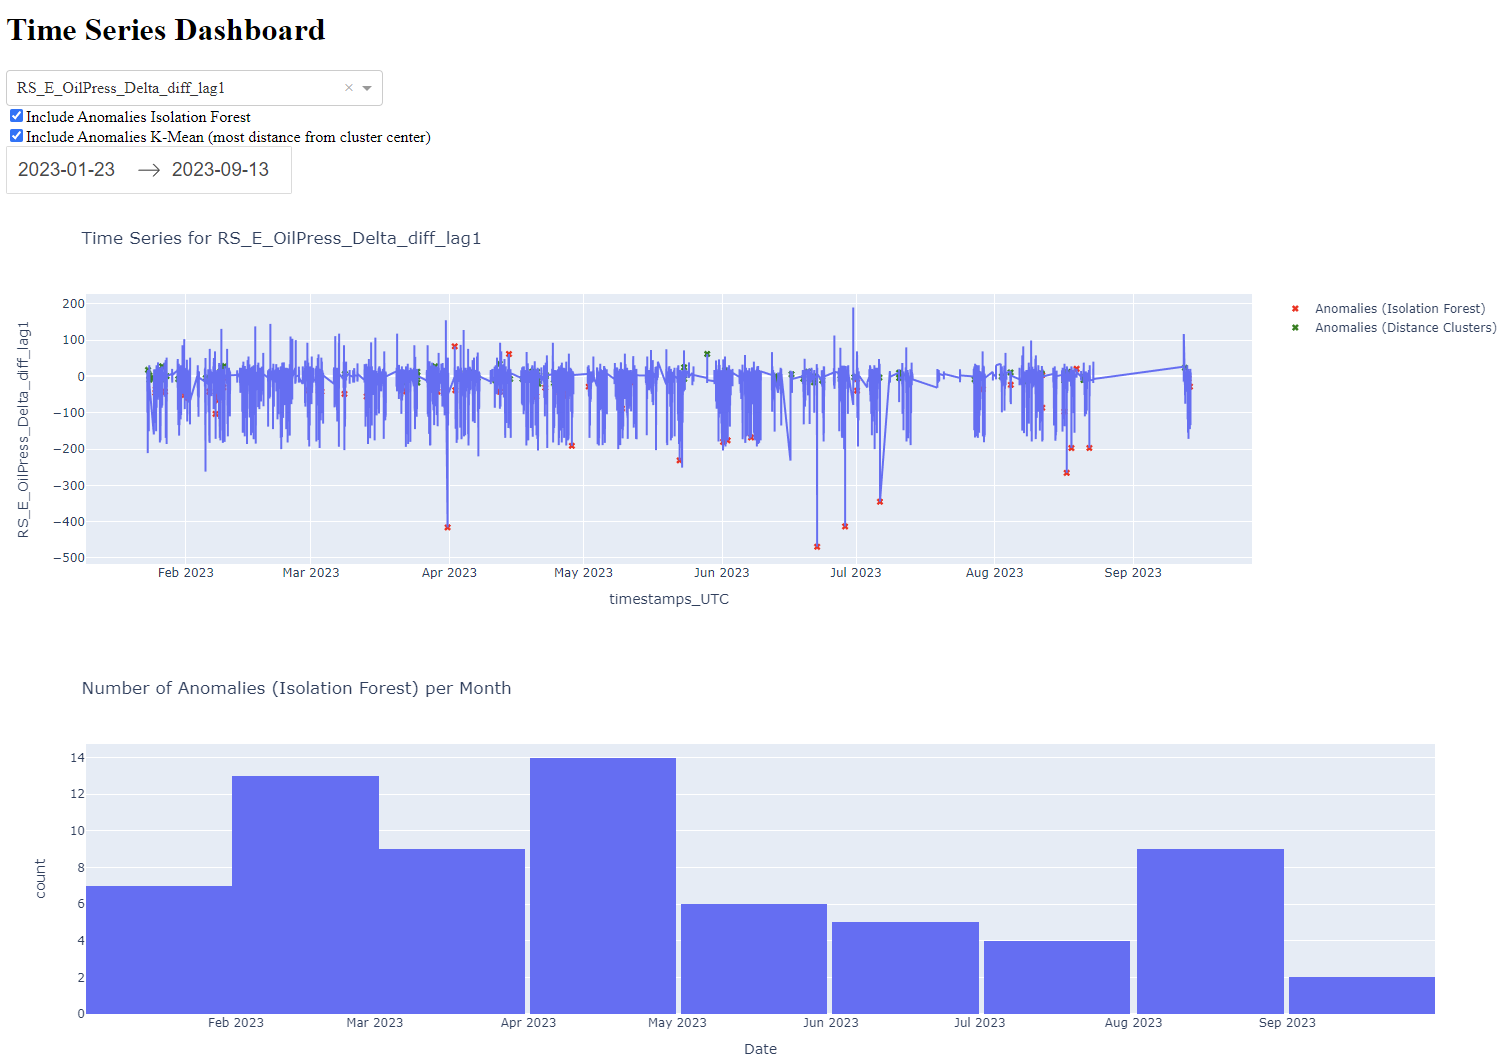 Time Series Dashboard
RS_E_OilPress_Delta_diff_lag1 ×
Include Anomalies Isolation Forest
Include Anomalies K-Mean (most distance from cluster center)
2023-01-23 → 2023-09-13
Time Series for RS_E_OilPress_Delta_diff_lag1
RS_E_OilPress_Delta_diff_lag1
200
100
0
−100
−200
−300
−400
−500
Feb 2023 Mar 2023 Apr 2023 May 2023 Jun 2023 Jul 2023 Aug 2023 Sep 2023
timestamps_UTC
Anomalies (Isolation Forest)
Anomalies (Distance Clusters)
Number of Anomalies (Isolation Forest) per Month
count
14
12
10
8
6
4
2
0
Feb 2023 Mar 2023 Apr 2023 May 2023 Jun 2023 Jul 2023 Aug 2023 Sep 2023
Date